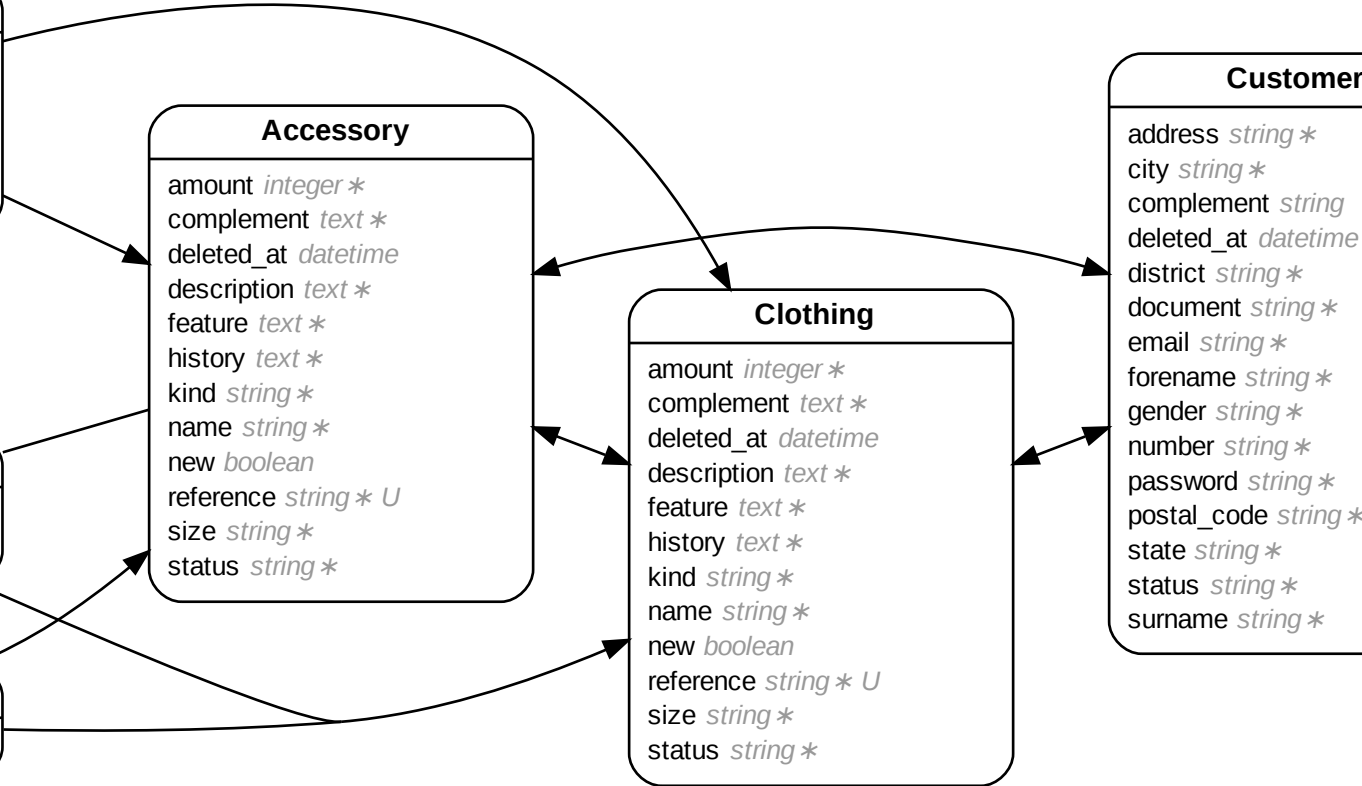 Accessory
amount integer ∗
complement text ∗
deleted_at datetime
description text ∗
feature text ∗
history text ∗
kind string ∗
name string ∗
new boolean
reference string ∗ U
size string ∗
status string ∗
Clothing
amount integer ∗
complement text ∗
deleted_at datetime
description text ∗
feature text ∗
history text ∗
kind string ∗
name string ∗
new boolean
reference string ∗ U
size string ∗
status string ∗
Customer
address string ∗
city string ∗
complement string
deleted_at datetime
district string ∗
document string ∗
email string ∗
forename string ∗
gender string ∗
number string ∗
password string ∗
postal_code string ∗
state string ∗
status string ∗
surname string ∗